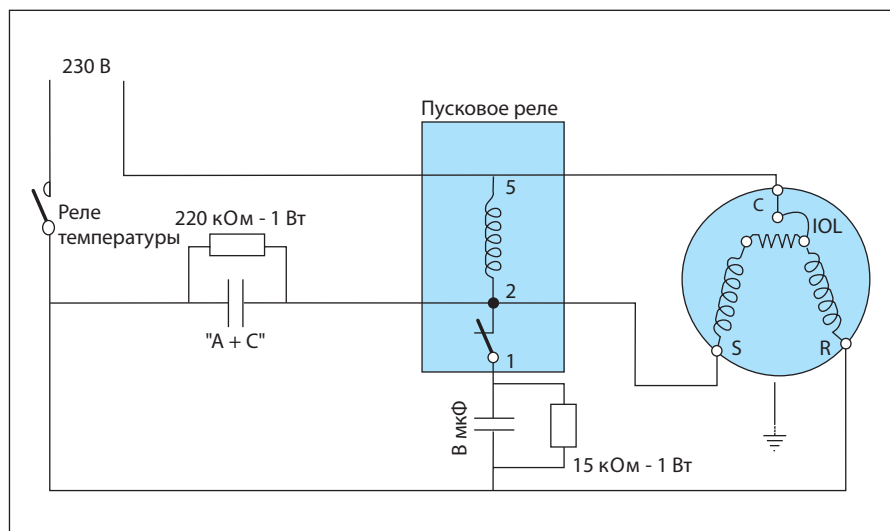 230 В
Пусковое реле
5
C
IOL
220 кОм - 1 Вт
Реле
температуры
2
"A + C"
S
R
1
В мкФ
15 кОм - 1 Вт